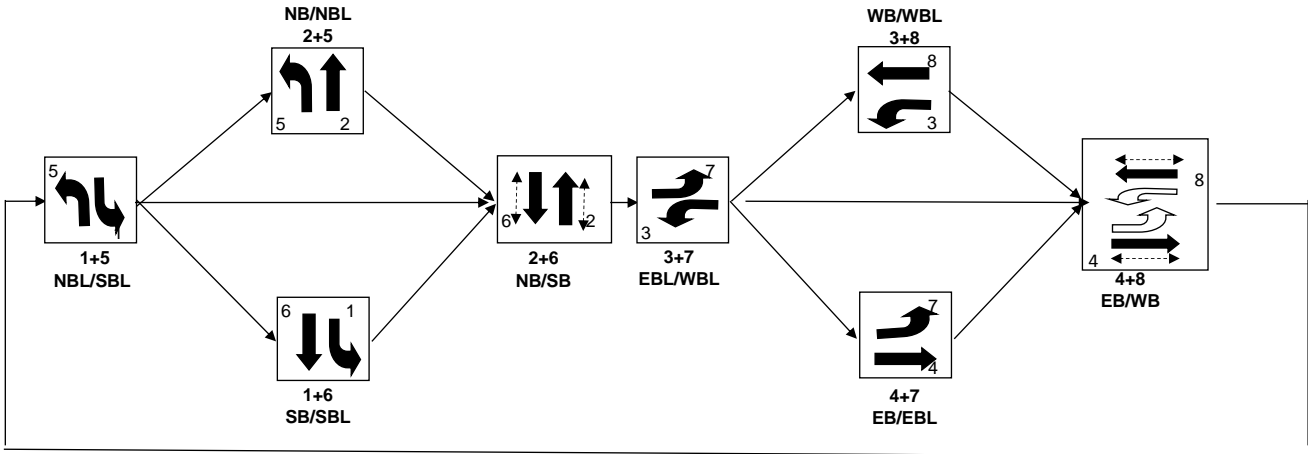 NB/NBL
2+5
5 2
WB/WBL
3+8
8
3
5
1
1+5
NBL/SBL
6 2
2+6
NB/SB
7
3
3+7
EBL/WBL
8
4
4+8
EB/WB
6 1
1+6
SB/SBL
7
4
4+7
EB/EBL